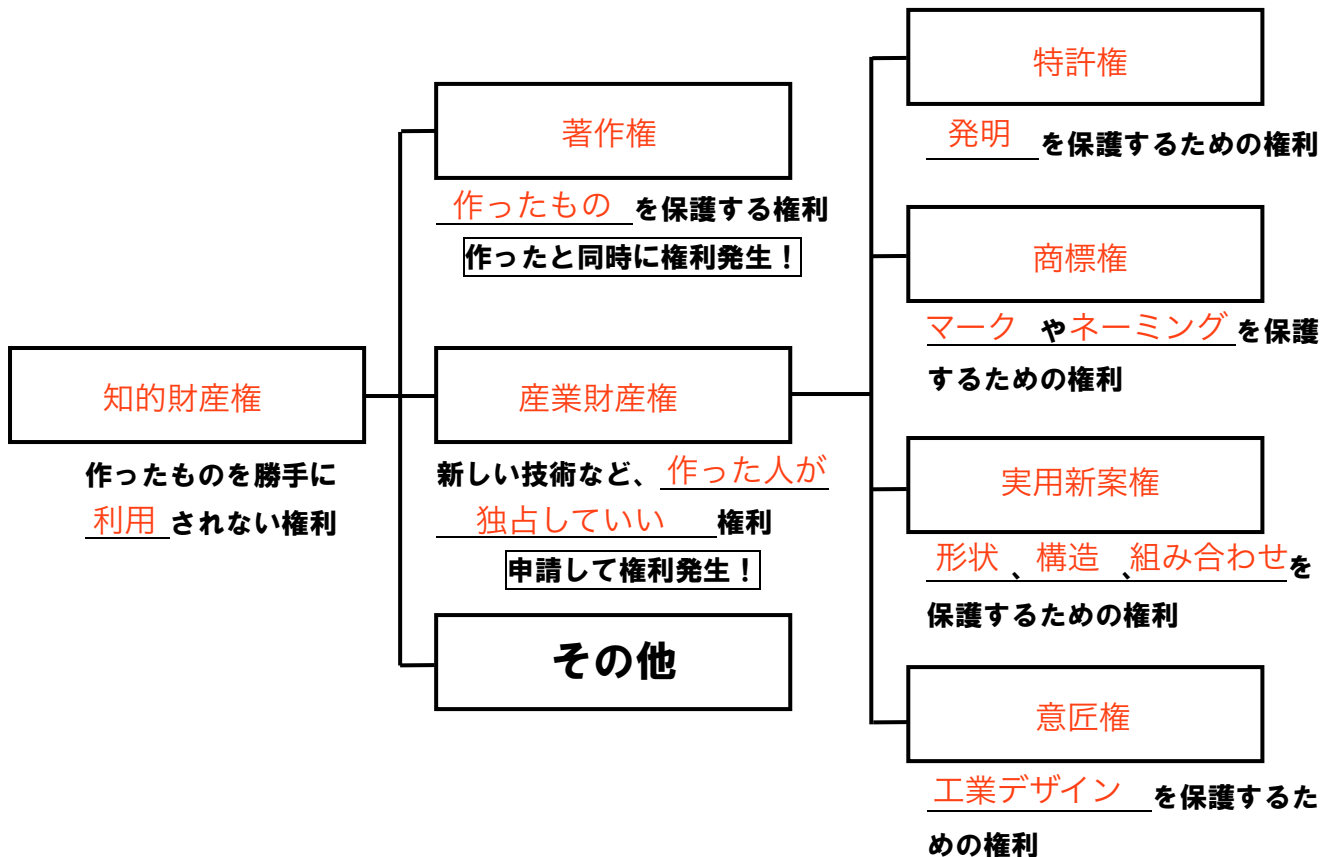 知的財産権
作ったものを勝手に
利用されない権利
著作権
作ったものを保護する権利
作ったと同時に権利発生！
産業財産権
新しい技術など、作った人が
独占していい権利
申請して権利発生！
その他
特許権
発明を保護するための権利
商標権
マークやネーミングを保護
するための権利
実用新案権
形状、構造、組み合わせを
保護するための権利
意匠権
工業デザインを保護するた
めの権利